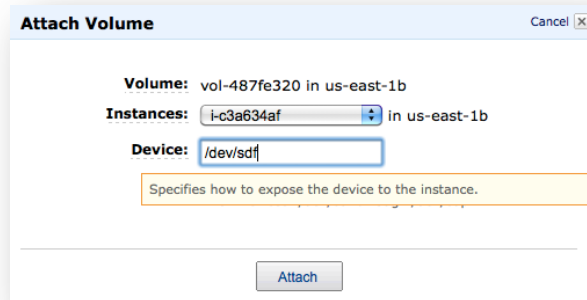 Attach Volume
Cancel
Volume: vol-487fe320 in us-east-1b
Instances: i-c3a634af in us-east-1b
Device: /dev/sdf
Specifies how to expose the device to the instance.
Attach